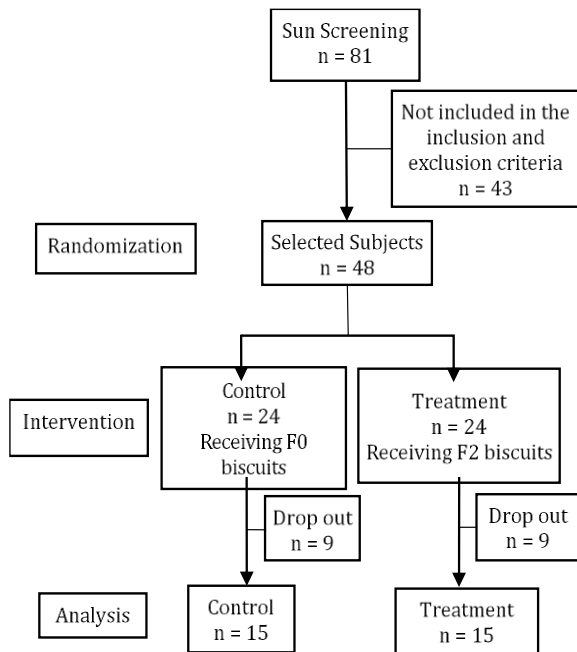 Sun Screening
n = 81
Not included in the
inclusion and
exclusion criteria
n = 43
Randomization
Selected Subjects
n = 48
Intervention
Control
n = 24
Receiving F0
biscuits
Treatment
n = 24
Receiving F2 biscuits
Drop out
n = 9
Drop out
n = 9
Analysis
Control
n = 15
Treatment
n = 15